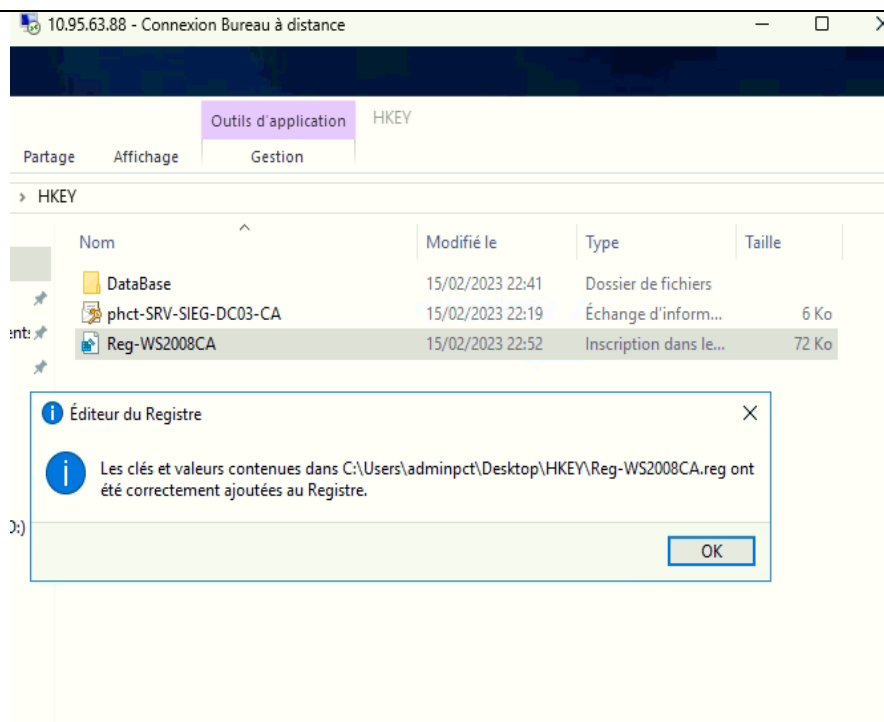 10.95.63.88 - Connexion Bureau à distance
Outils d'application HKEY
Partage Affichage Gestion
> HKEY
Nom Modifié le Type Taille
DataBase 15/02/2023 22:41 Dossier de fichiers
phct-SRV-SIEG-DC03-CA 15/02/2023 22:19 Échange d'inform... 6 Ko
ent:
Reg-WS2008CA 15/02/2023 22:52 Inscription dans le... 72 Ko
Éditeur du Registre
Les clés et valeurs contenues dans C:\Users\adminpct\Desktop\HKEY\Reg-WS2008CA.reg ont
été correctement ajoutées au Registre.
):)
OK